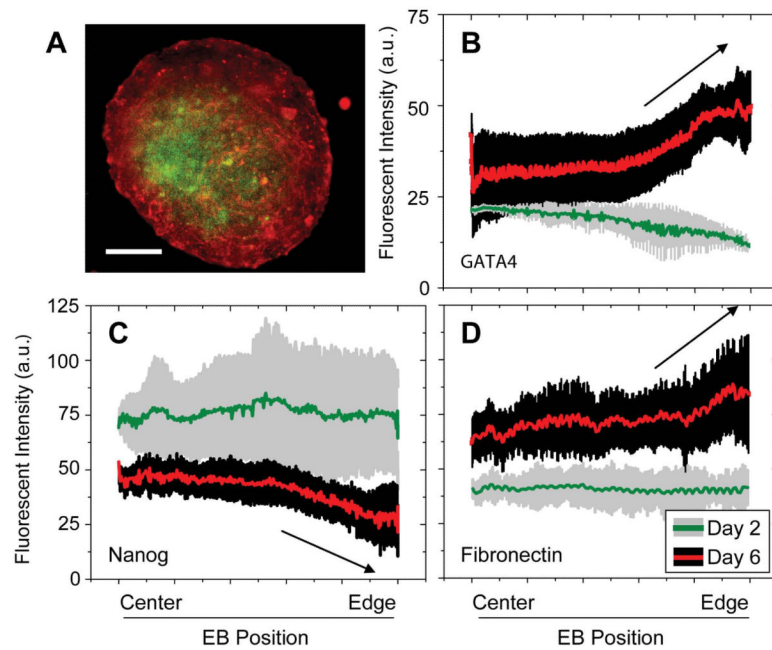 A
B
Fluorescent Intensity (a.u.)
75
50
25
0
GATA4
C
Fluorescent Intensity (a.u.)
125
100
75
50
25
0
Nanog
D
Fibronectin
Day 2
Day 6
Center Edge
EB Position
Center Edge
EB Position